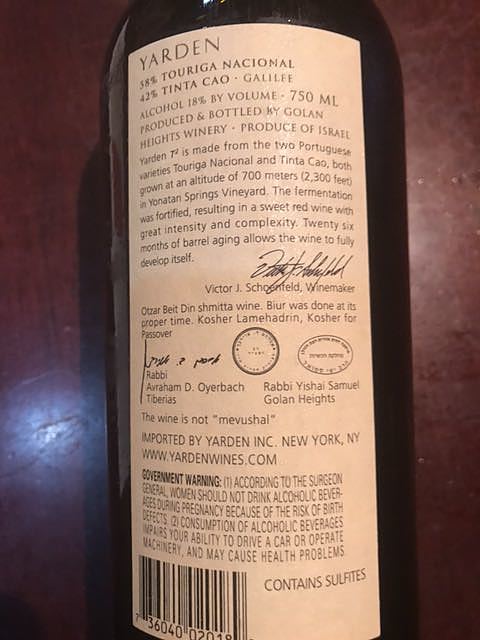 YARDEN
58% TOURIGA NACIONAL
42% TINTA CAO · GALILEE
ALCOHOL 18% BY VOLUME · 750 ML
PRODUCED & BOTTLED BY GOLAN
HEIGHTS WINERY · PRODUCE OF ISRAEL
Yarden T² is made from the two Portuguese
varieties Touriga Nacional and Tinta Cao, both
grown at an altitude of 700 meters (2,300 feet)
in Yonatan Springs Vineyard. The fermentation
was fortified, resulting in a sweet red wine with
great intensity and complexity. Twenty six
months of barrel aging allows the wine to fully
develop itself.
Victor J. Schoenfeld, Winemaker
Otzar Beit Din shmitta wine. Biur was done at its
proper time. Kosher Lamehadrin, Kosher for
Passover
Rabbi
Avraham D. Oyerbach
Tiberias
Rabbi Yishai Samuel
Golan Heights
The wine is not "mevushal"
IMPORTED BY YARDEN INC. NEW YORK, NY
WWW.YARDENWINES.COM
GOVERNMENT WARNING: (1) ACCORDING TO THE SURGEON
GENERAL, WOMEN SHOULD NOT DRINK ALCOHOLIC BEVER-
AGES DURING PREGNANCY BECAUSE OF THE RISK OF BIRTH
DEFECTS. (2) CONSUMPTION OF ALCOHOLIC BEVERAGES
IMPAIRS YOUR ABILITY TO DRIVE A CAR OR OPERATE
MACHINERY, AND MAY CAUSE HEALTH PROBLEMS.
CONTAINS SULFITES
7 36040 02018